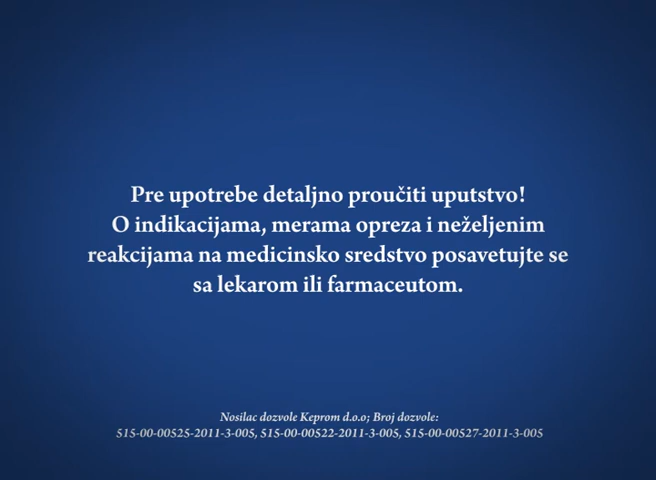 Pre upotrebe detaljno proučiti uputstvo!
O indikacijama, merama opreza i neželjenim
reakcijama na medicinsko sredstvo posavetujte se
sa lekarom ili farmaceutom.
Nosilac dozvole Keprom d.o.o; Broj dozvole:
515-00-00525-2011-3-005, 515-00-00522-2011-3-005, 515-00-00527-2011-3-005